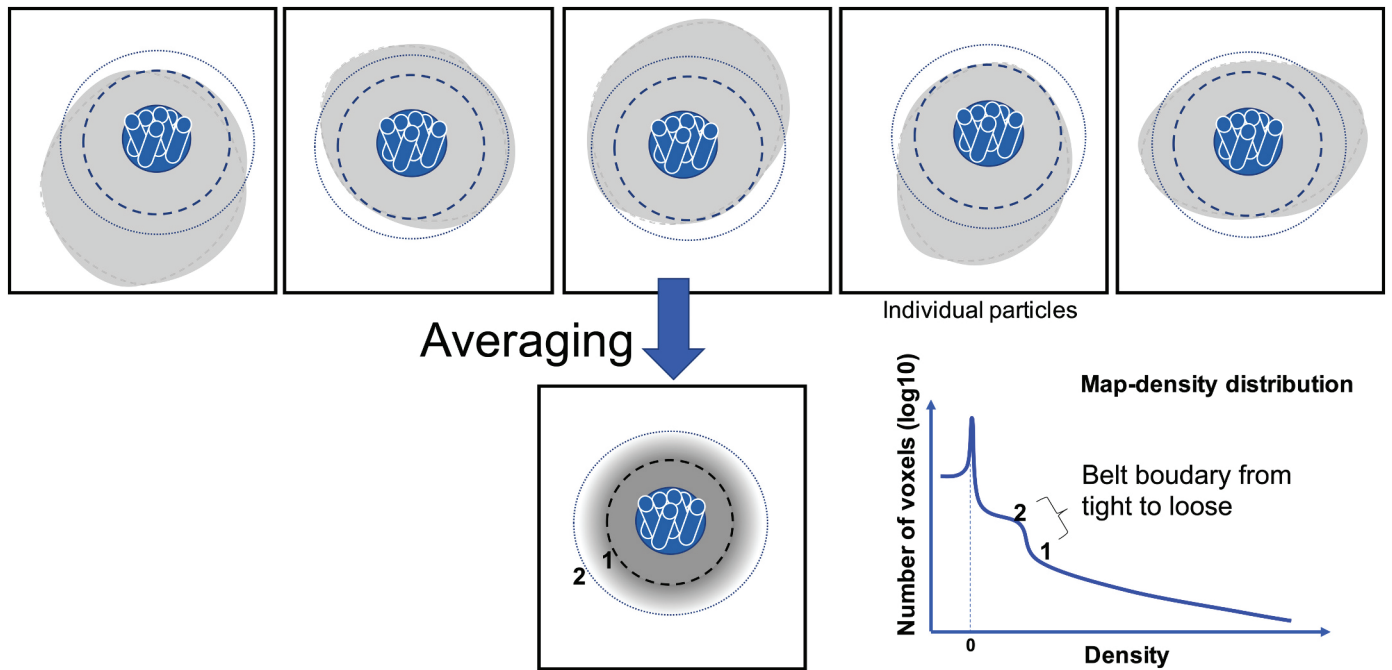 Individual particles
Averaging
1
2
Map-density distribution
Number of voxels (log10)
Belt boudary from
tight to loose
2
1
0
Density